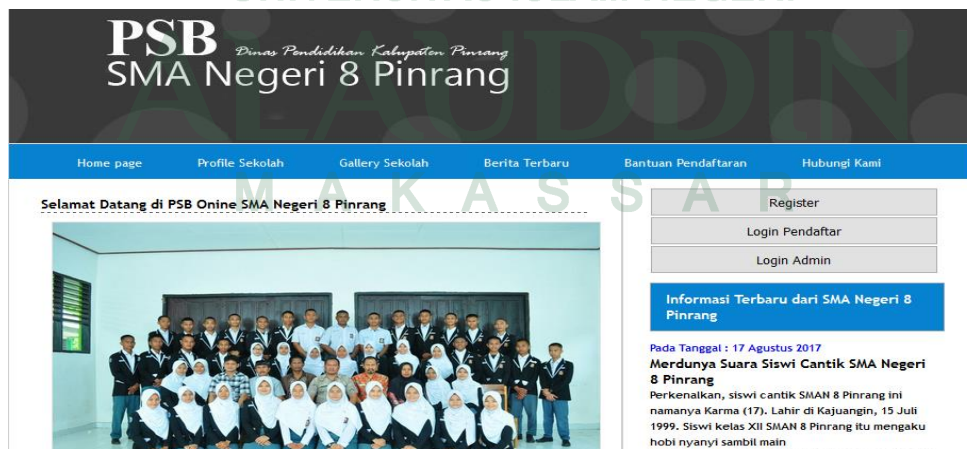 PSB Dinas Pendidikan Kabupaten Pinrang
SMA Negeri 8 Pinrang
ALAUDDIN
Home page Profile Sekolah Gallery Sekolah Berita Terbaru Bantuan Pendaftaran Hubungi Kami
MAKASSAR
Selamat Datang di PSB Onine SMA Negeri 8 Pinrang
Register
Login Pendaftar
Login Admin
Informasi Terbaru dari SMA Negeri 8
Pinrang
Pada Tanggal : 17 Agustus 2017
Merdunya Suara Siswi Cantik SMA Negeri
8 Pinrang
Perkenalkan, siswi cantik SMAN 8 Pinrang ini
namanya Karma (17). Lahir di Kajuangin, 15 Juli
1999. Siswi kelas XII SMAN 8 Pinrang itu mengaku
hobi nyanyi sambil main